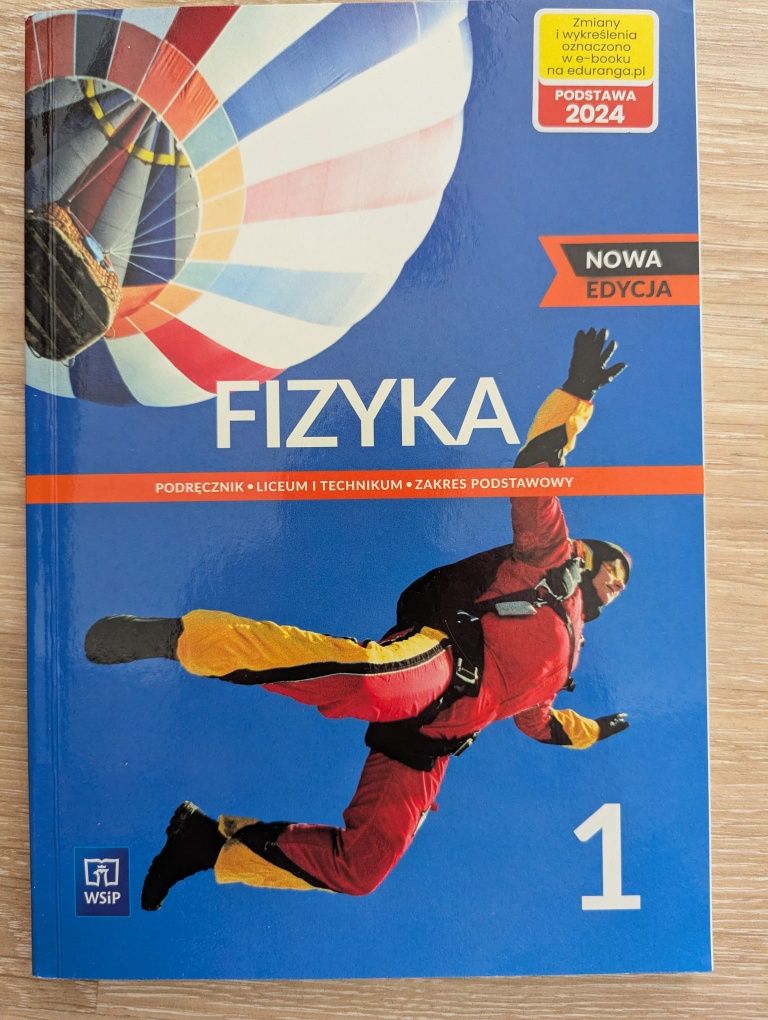 Zmiany
i wykreślenia
oznaczono
w e-booku
na eduranga.pl
PODSTAWA
2024
NOWA
EDYCJA
FIZYKA
PODRĘCZNIK • LICEUM I TECHNIKUM • ZAKRES PODSTAWOWY
1
WSiP